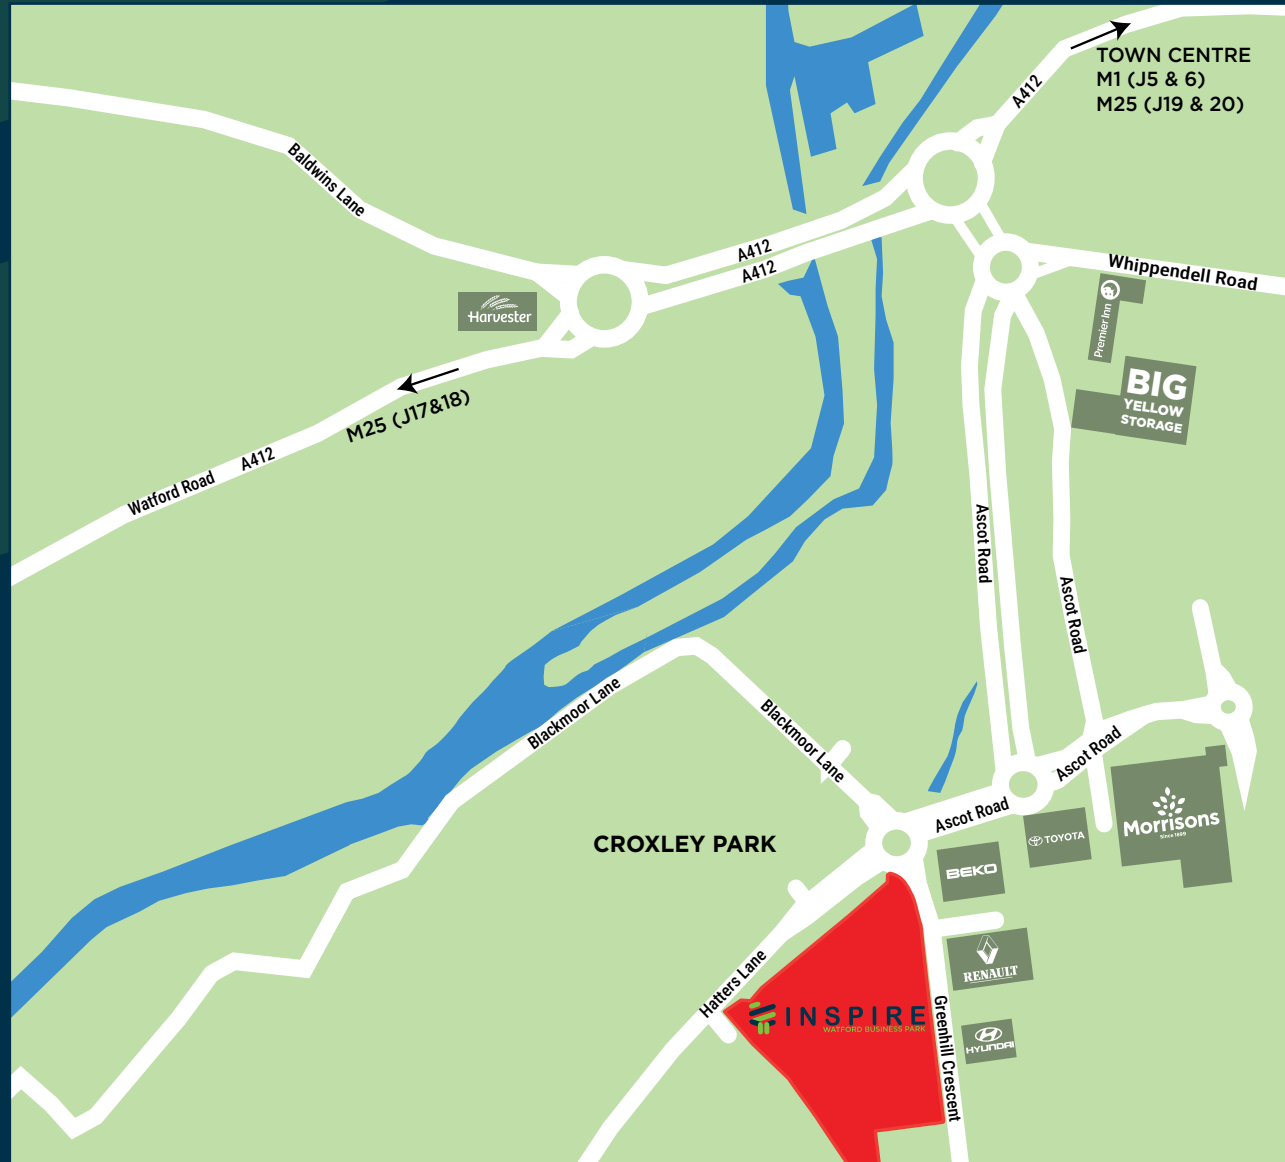 TOWN CENTRE
M1 (J5 & 6)
M25 (J19 & 20)
A412
Baldwins Lane
A412
A412
Whippendell Road
Harvester
Premier Inn
BIG
YELLOW
STORAGE
M25 (J17&18)
A412
Watford Road
Ascot Road
Ascot Road
Blackmoor Lane
Blackmoor Lane
Ascot Road
Ascot Road
Morrisons
Since 1899
TOYOTA
CROXLEY PARK
BEKO
RENAULT
Hatters Lane
INSPIRE
WATFORD BUSINESS PARK
Greenhill Crescent
HYUNDAI